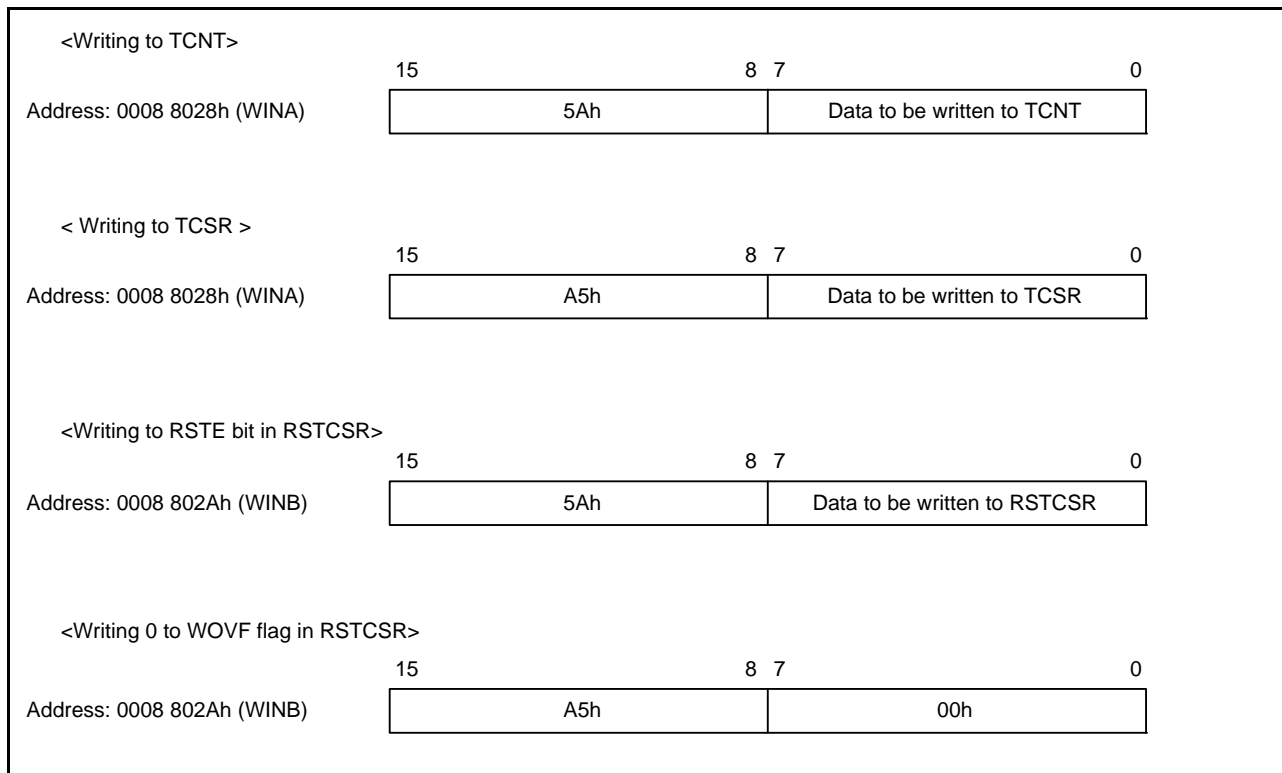 <Writing to TCNT>
15 8 7 0
Address: 0008 8028h (WINA) 5Ah Data to be written to TCNT
< Writing to TCSR >
15 8 7 0
Address: 0008 8028h (WINA) A5h Data to be written to TCSR
<Writing to RSTE bit in RSTCSR>
15 8 7 0
Address: 0008 802Ah (WINB) 5Ah Data to be written to RSTCSR
<Writing 0 to WOVF flag in RSTCSR>
15 8 7 0
Address: 0008 802Ah (WINB) A5h 00h